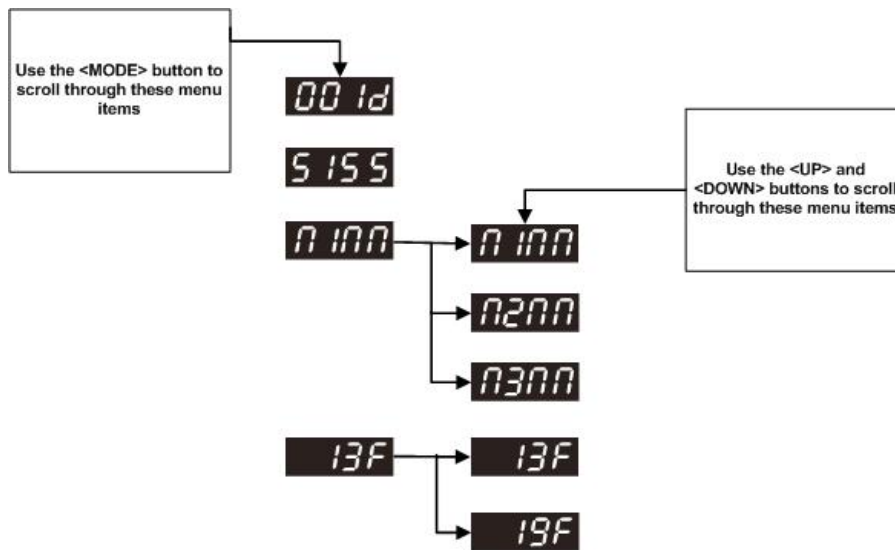 Use the <MODE> button to
scroll through these menu
items
001d
S1SS
Use the <UP> and
<DOWN> buttons to scroll
through these menu items
n1nn
n1nn
n2nn
n3nn
13F
13F
19F